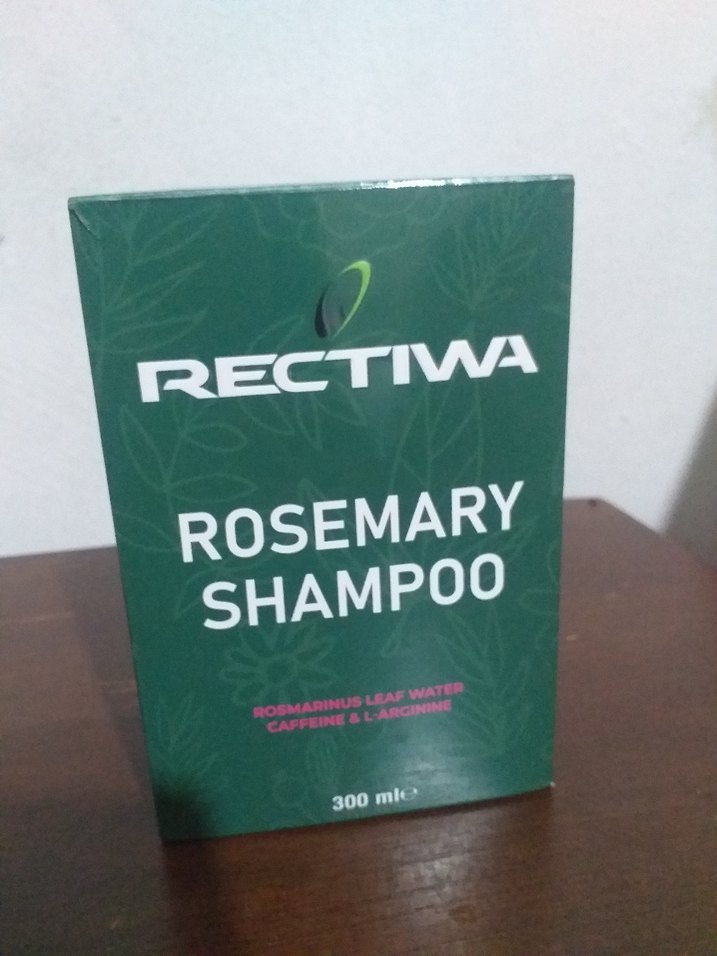 RECTIWA
ROSEMARY
SHAMPOO
ROSMARINUS LEAF WATER
CAFFEINE & L-ARGININE
300 ml℮